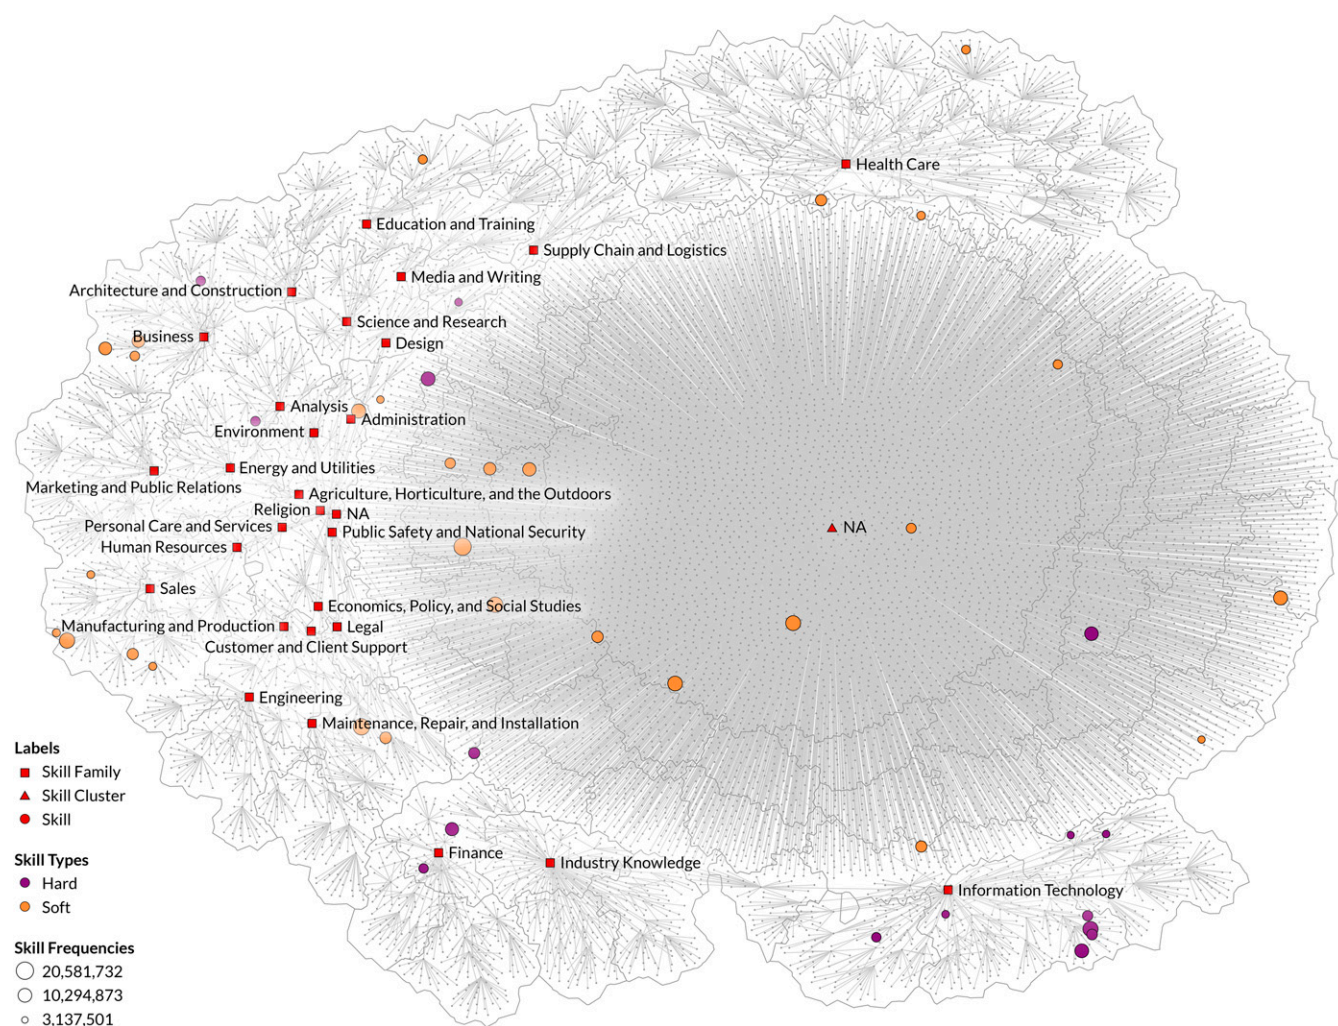 Health Care
Education and Training
Supply Chain and Logistics
Media and Writing
Architecture and Construction
Science and Research
Business
Design
Analysis
Administration
Environment
Energy and Utilities
Marketing and Public Relations
Agriculture, Horticulture, and the Outdoors
Religion
NA
Personal Care and Services
Public Safety and National Security
NA
Human Resources
Sales
Economics, Policy, and Social Studies
Manufacturing and Production
Legal
Customer and Client Support
Engineering
Maintenance, Repair, and Installation
Labels
Skill Family
Skill Cluster
Skill
Finance
Industry Knowledge
Skill Types
Hard
Soft
Information Technology
Skill Frequencies
20,581,732
10,294,873
3,137,501